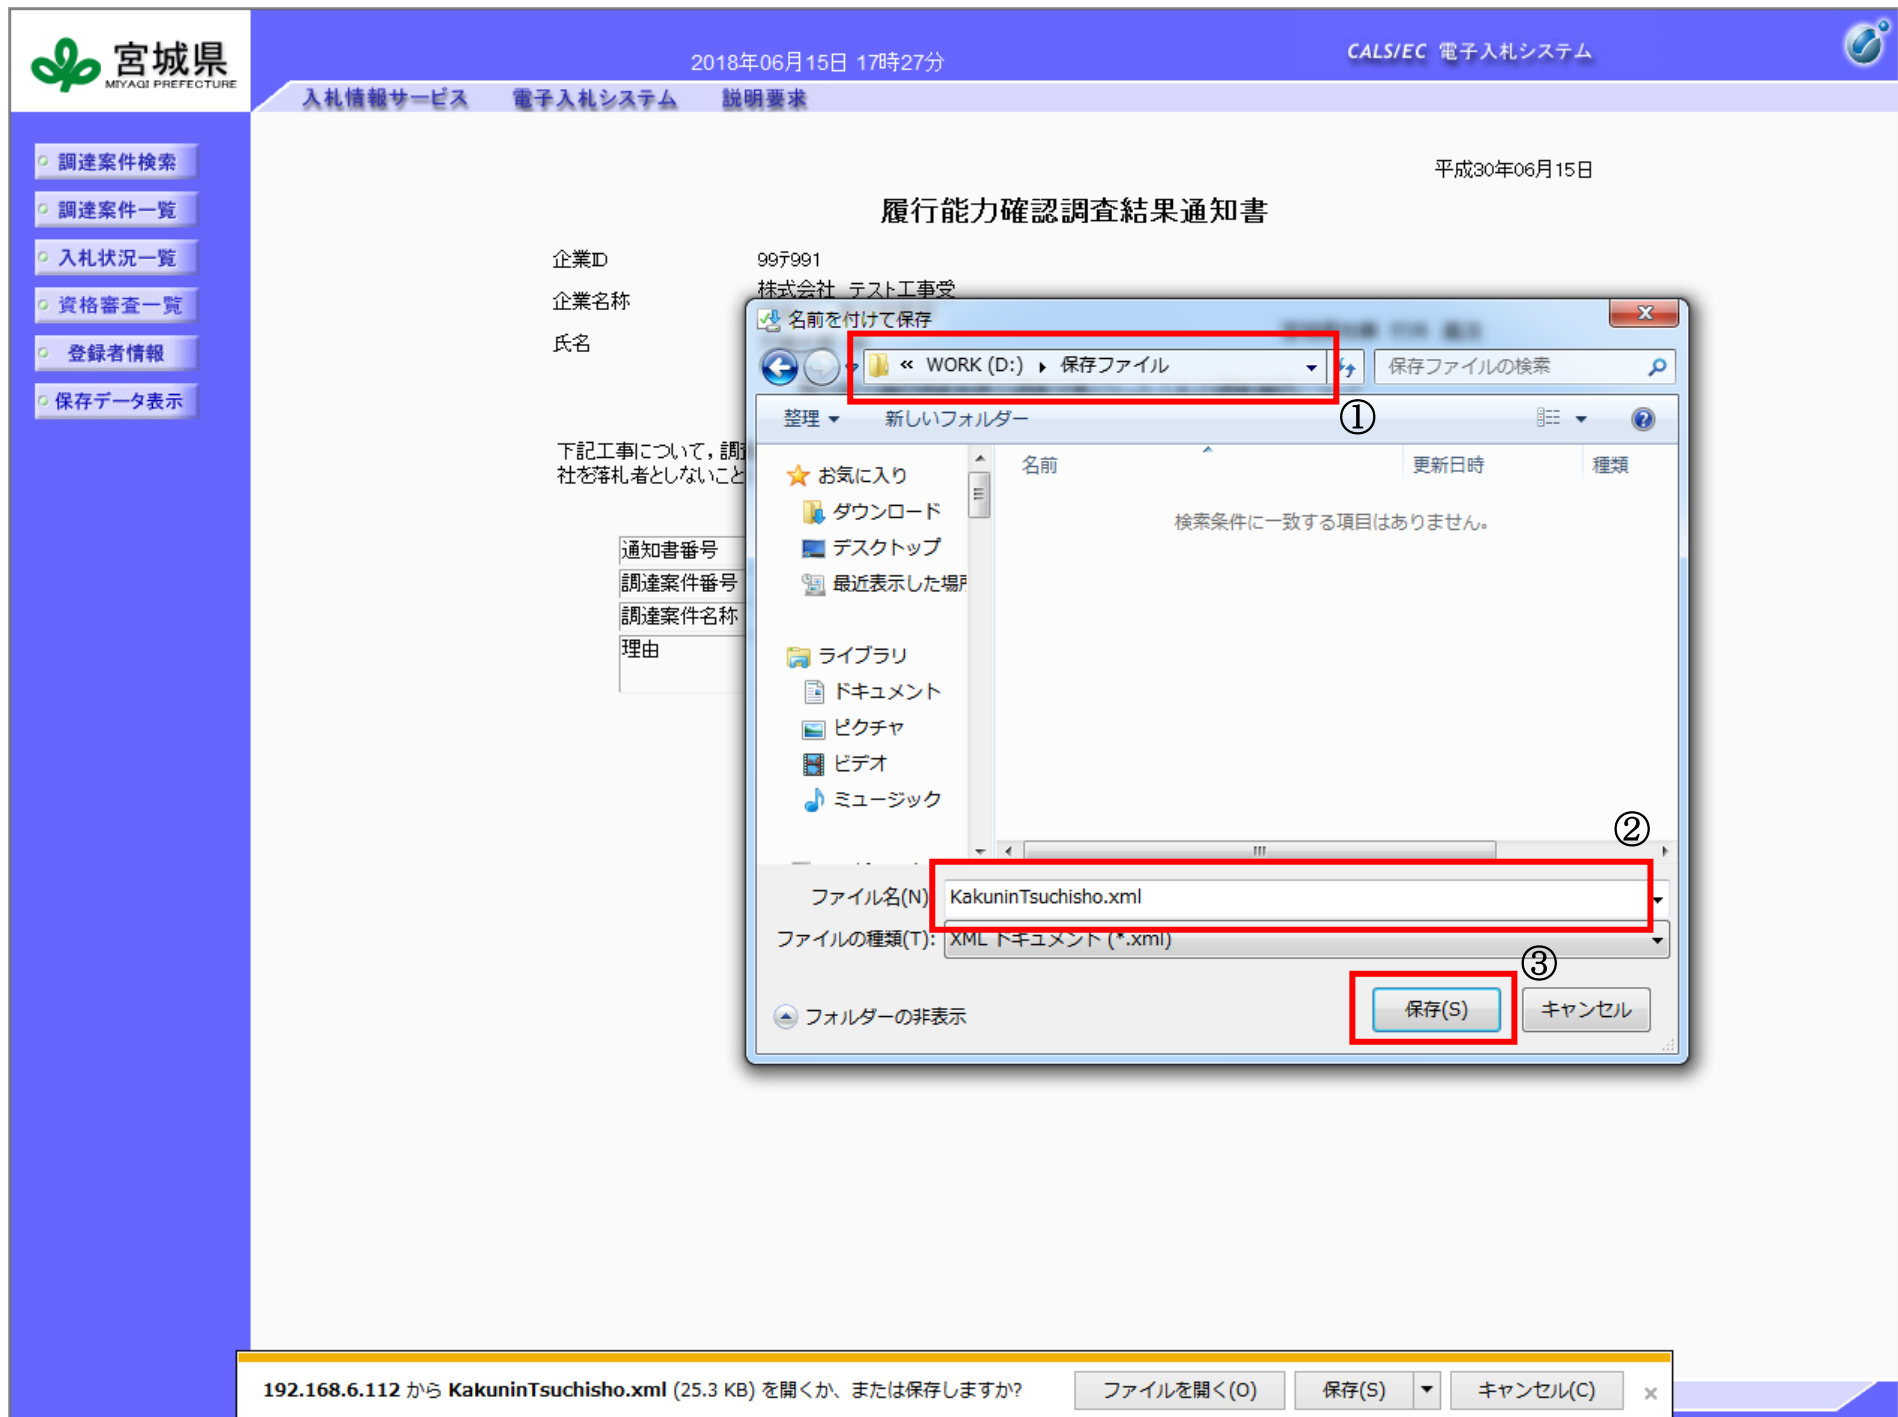 宮城県
MIYAGI PREFECTURE
2018年06月15日 17時27分
CALS/EC 電子入札システム
入札情報サービス 電子入札システム 説明要求
調達案件検索
調達案件一覧
入札状況一覧
資格審査一覧
登録者情報
保存データ表示
平成30年06月15日
履行能力確認調査結果通知書
企業ID 99テ991
企業名称 株式会社 テスト工事受
氏名
下記工事について，調
社を落札者としないこと
通知書番号
調達案件番号
調達案件名称
理由
名前を付けて保存
« WORK (D:) 保存ファイル
保存ファイルの検索
①
整理 新しいフォルダー
名前 更新日時 種類
検索条件に一致する項目はありません。
お気に入り
ダウンロード
デスクトップ
最近表示した場所
ライブラリ
ドキュメント
ピクチャ
ビデオ
ミュージック
②
ファイル名(N) KakuninTsuchisho.xml
ファイルの種類(T): XML ドキュメント (*.xml)
③
フォルダーの非表示
保存(S) キャンセル
192.168.6.112 から KakuninTsuchisho.xml (25.3 KB) を開くか、または保存しますか?
ファイルを開く(O) 保存(S) キャンセル(C) ×